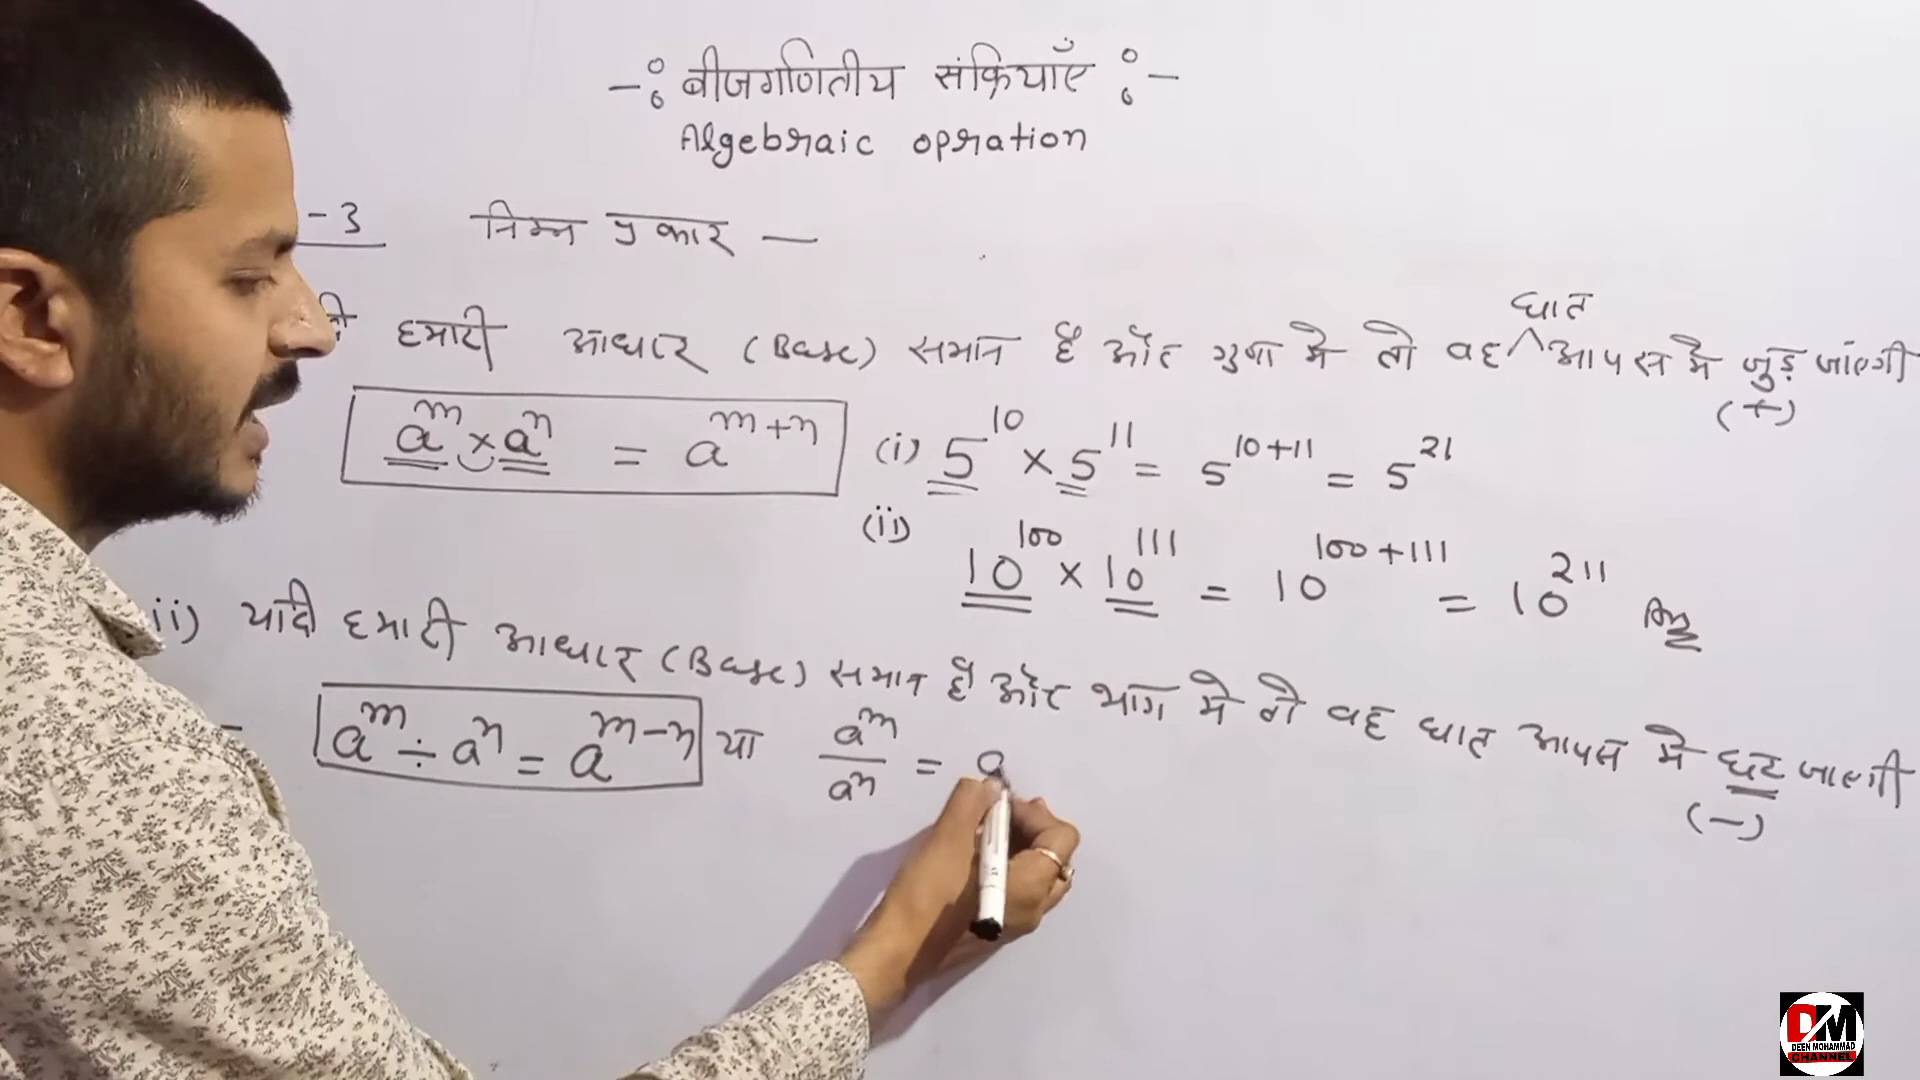 -: बीजगणितीय संक्रियाएँ :-
Algebraic opration
-3 निम्न प्रकार —
हमारी आधार (Base) समान है और गुणा मे तो वह घात आपस मे जुड़ जाएगी
(+)
a^m × a^n = a^{m+n}
(i) 5^{10} × 5^{11} = 5^{10+11} = 5^{21}
(ii) 10^{100} × 10^{111} = 10^{100+111} = 10^{211} Ans
ii) यदि हमारी आधार (Base) समान है और भाग मे तो वह घात आपस मे घट जाएगी
(-)
- a^m ÷ a^n = a^{m-n} या a^m/a^n = a
DM
DEEN MOHAMMAD
CHANNEL